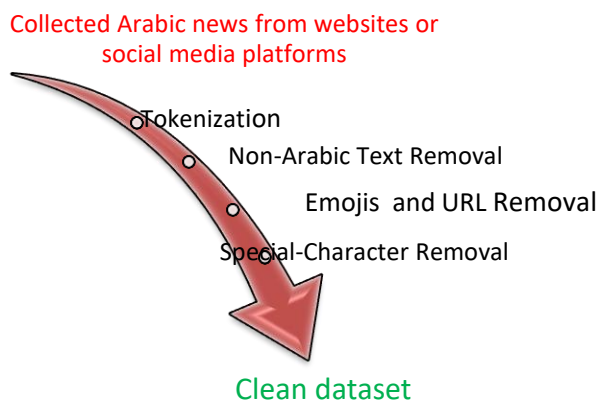 Collected Arabic news from websites or
social media platforms
Tokenization
Non-Arabic Text Removal
Emojis and URL Removal
Special-Character Removal
Clean dataset